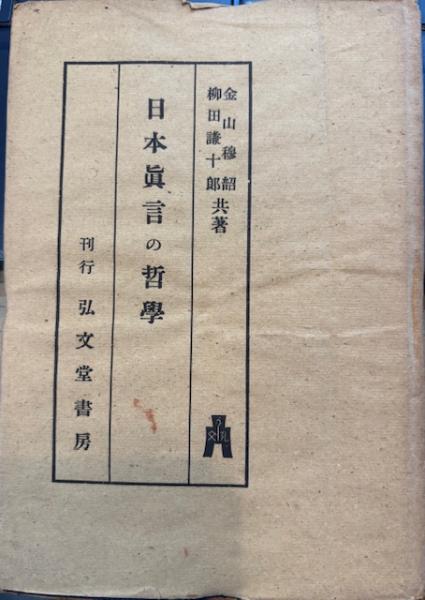 金山穆韶
柳田謙十郎 共著
日本眞言の哲學
刊行 弘文堂書房